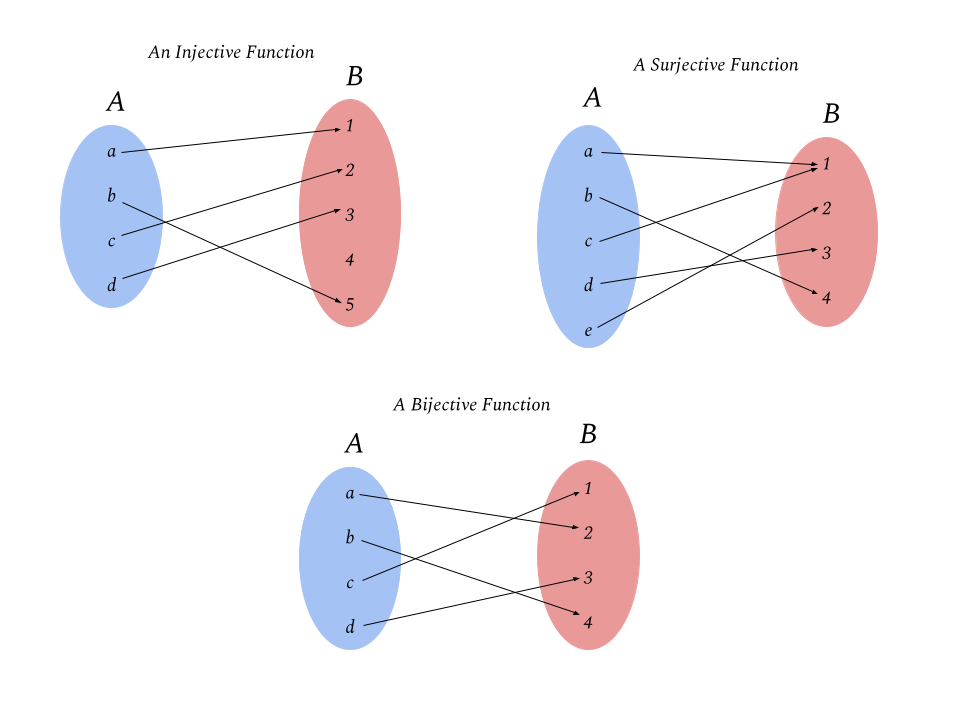 An Injective Function
A
B
a
b
c
d
1
2
3
4
5
A Surjective Function
A
B
a
b
c
d
e
1
2
3
4
A Bijective Function
A
B
a
b
c
d
1
2
3
4